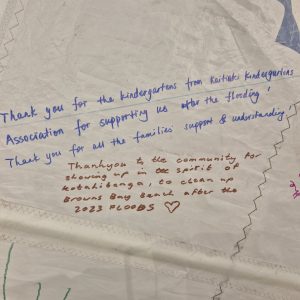 Thank you for the kindergartens from Kaitiaki Kindergartens
Association for supporting us after the flooding!
Thank you for all the families' support & understanding!
Thankyou to the community for
showing up in the spirit of
kotahitanga, to clean up
Browns Bay Beach after the
2023 FLOODS ♡